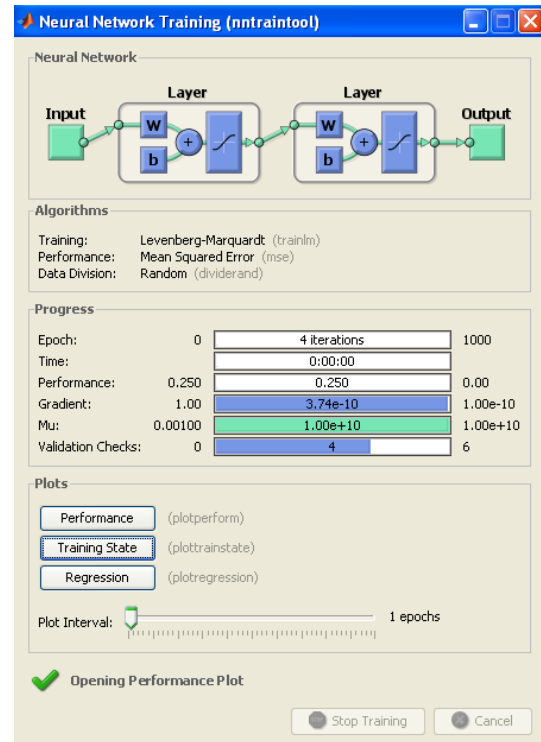 Neural Network Training (nntraintool)
Neural Network
Layer Layer
Input Output
W W
+ +
b b
Algorithms
Training: Levenberg-Marquardt (trainlm)
Performance: Mean Squared Error (mse)
Data Division: Random (dividerand)
Progress
Epoch: 0 4 iterations 1000
Time: 0:00:00
Performance: 0.250 0.250 0.00
Gradient: 1.00 3.74e-10 1.00e-10
Mu: 0.00100 1.00e+10 1.00e+10
Validation Checks: 0 4 6
Plots
Performance (plotperform)
Training State (plottrainstate)
Regression (plotregression)
Plot Interval: 1 epochs
Opening Performance Plot
Stop Training Cancel